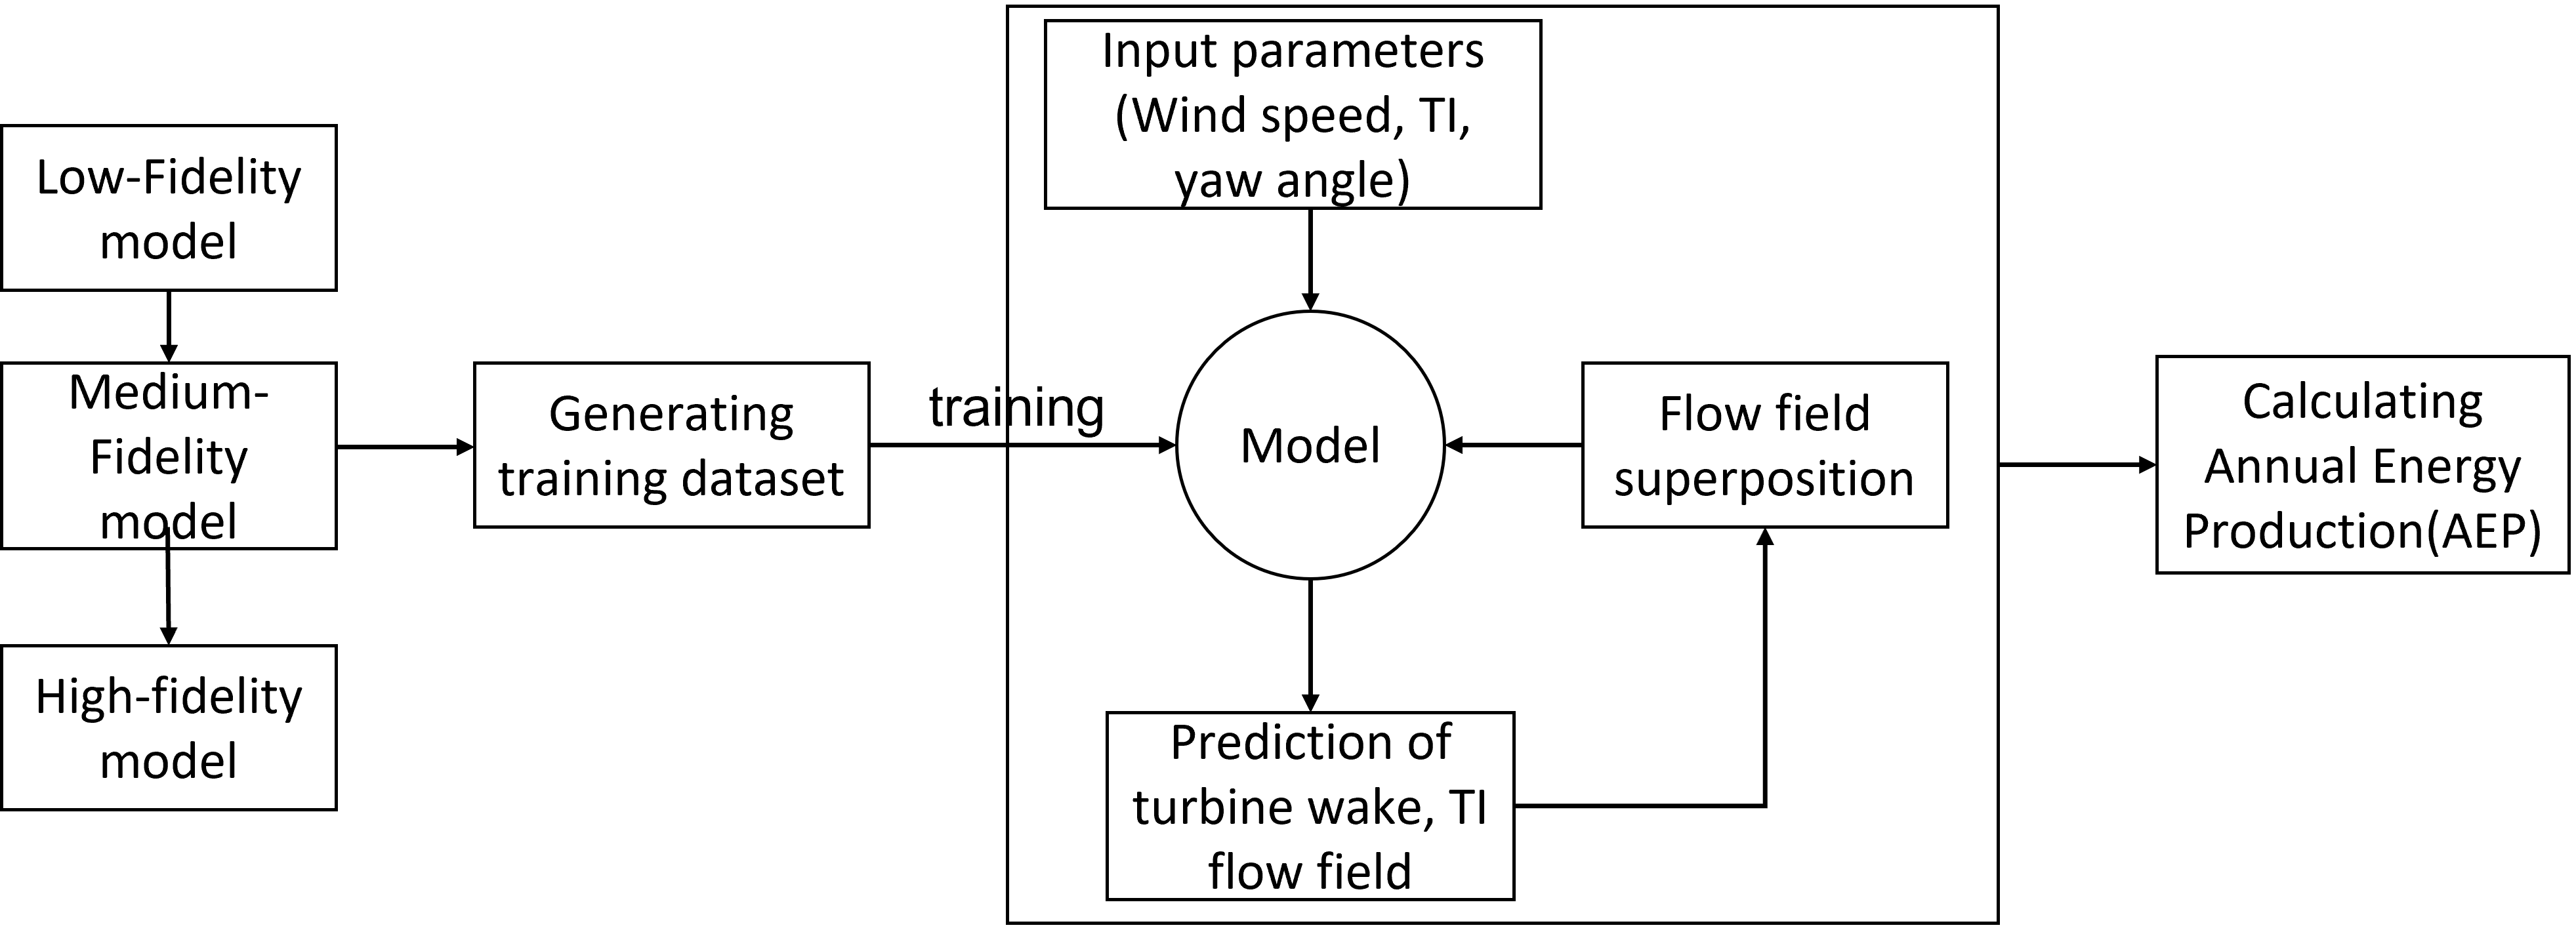 Low-Fidelity
model
Medium-
Fidelity
model
High-fidelity
model
Generating
training dataset
training
Input parameters
(Wind speed, TI,
yaw angle)
Model
Prediction of
turbine wake, TI
flow field
Flow field
superposition
Calculating
Annual Energy
Production(AEP)